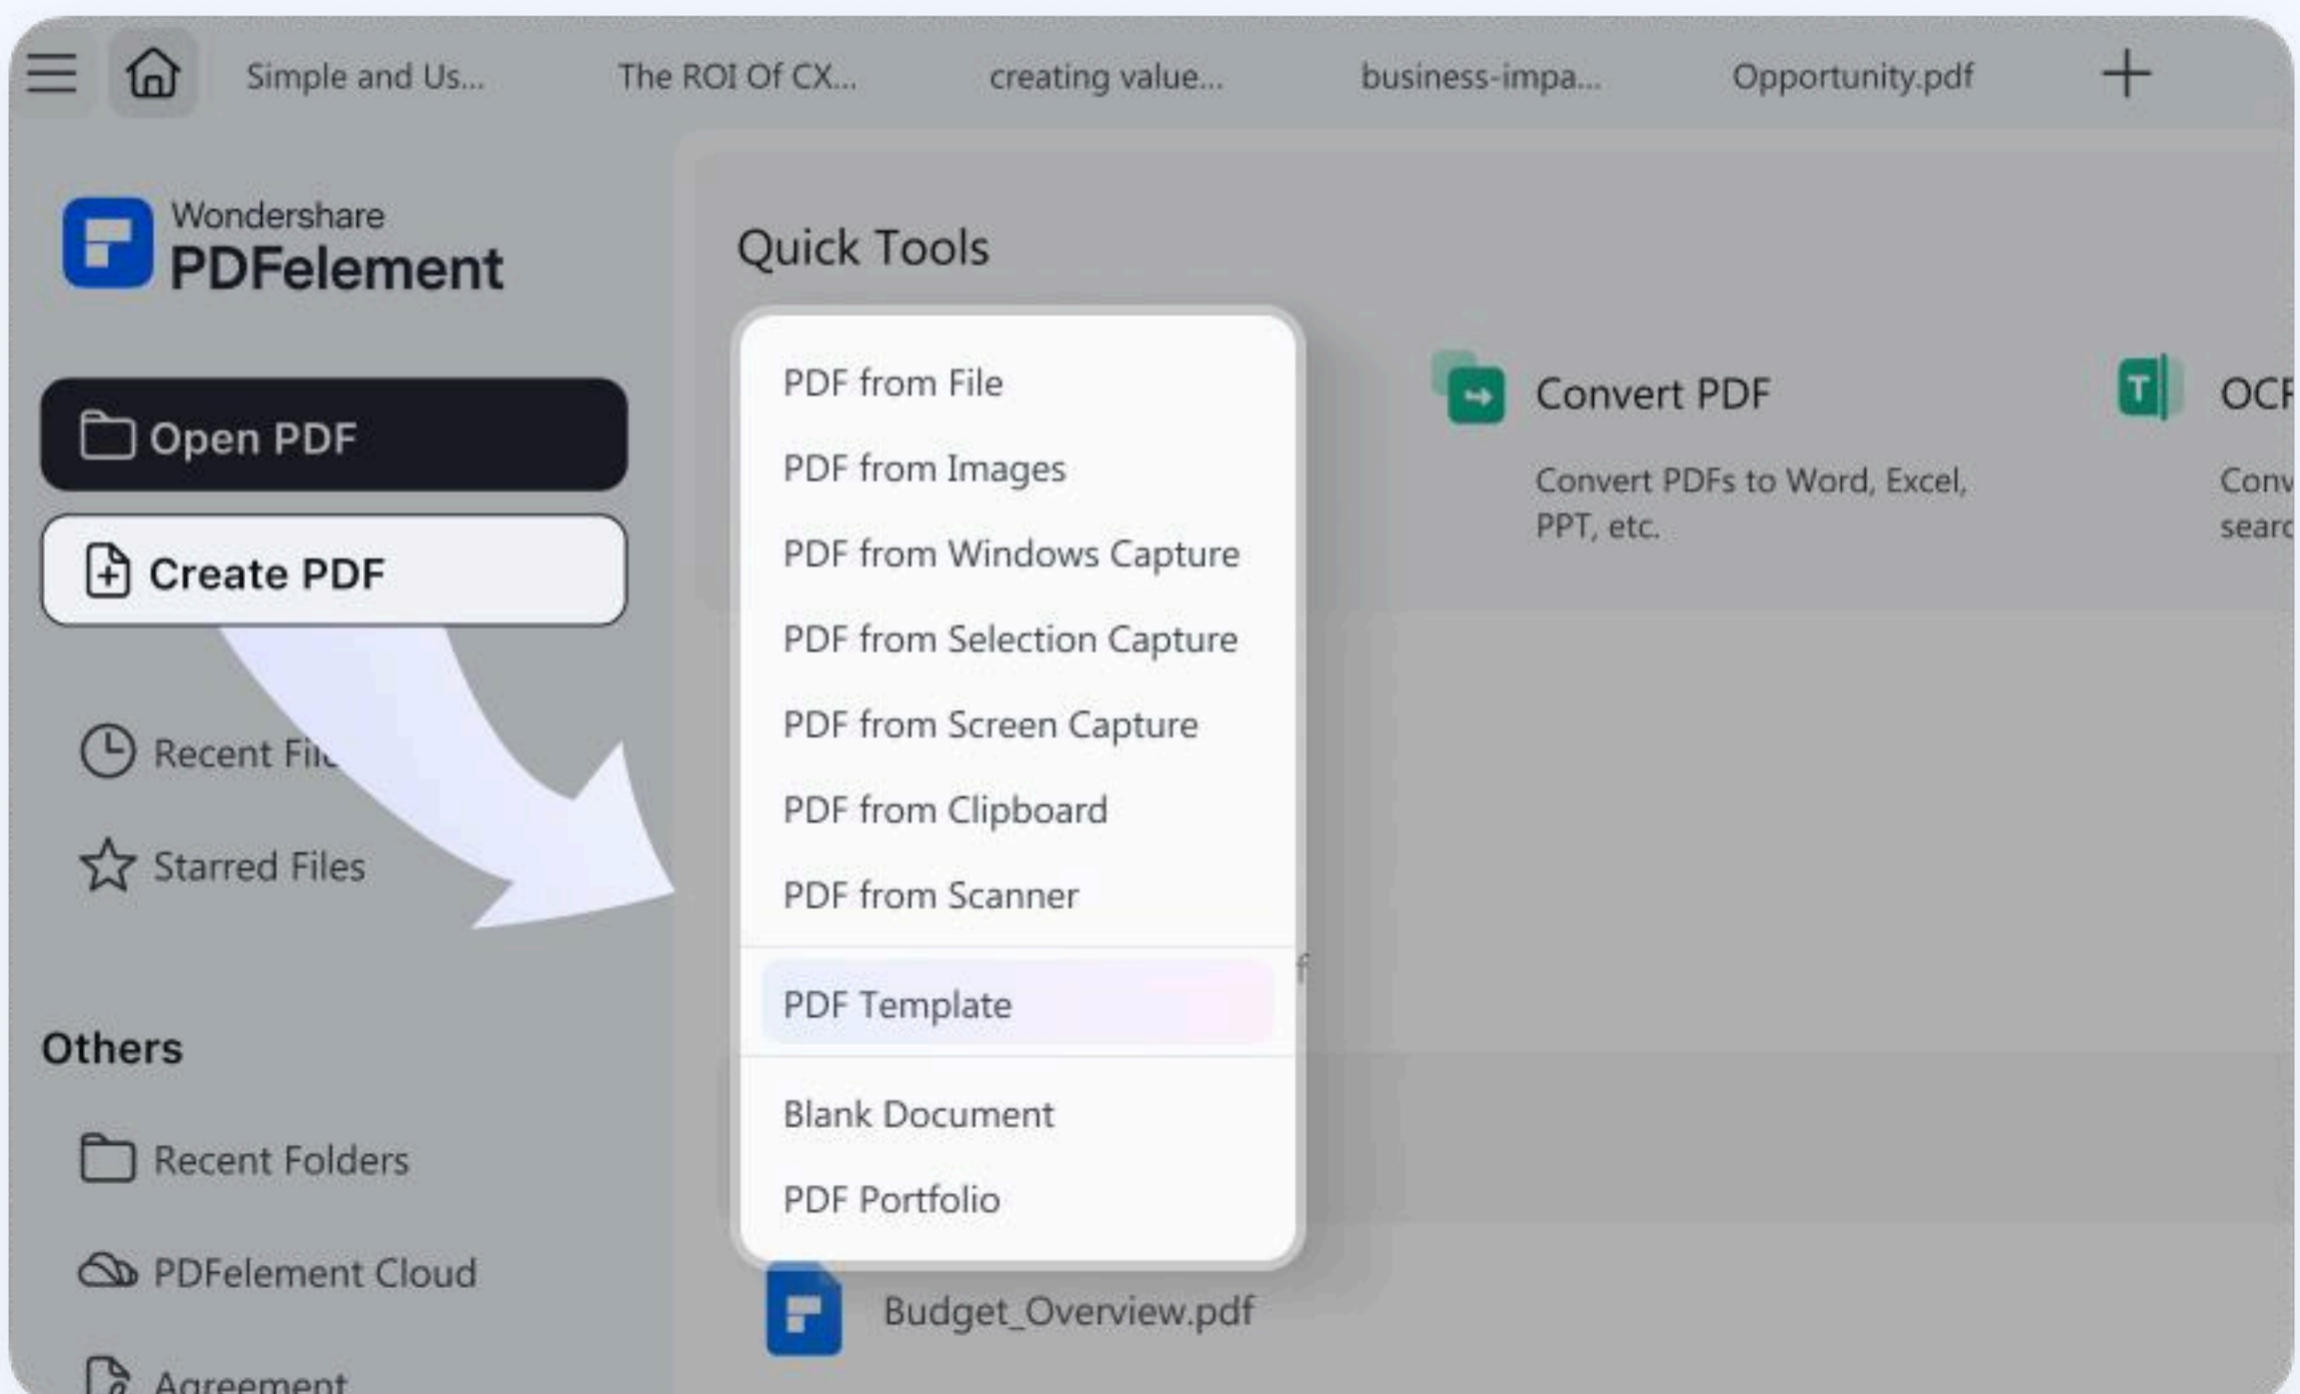 Simple and Us...
The ROI Of CX...
creating value...
business-impa...
Opportunity.pdf
Wondershare
PDFelement
Open PDF
Create PDF
Recent
Starred Files
Others
Recent Folders
PDFelement Cloud
Agreement
Quick Tools
PDF from File
PDF from Images
PDF from Windows Capture
PDF from Selection Capture
PDF from Screen Capture
PDF from Clipboard
PDF from Scanner
PDF Template
Blank Document
PDF Portfolio
Convert PDF
Convert PDFs to Word, Excel,
PPT, etc.
Budget_Overview.pdf